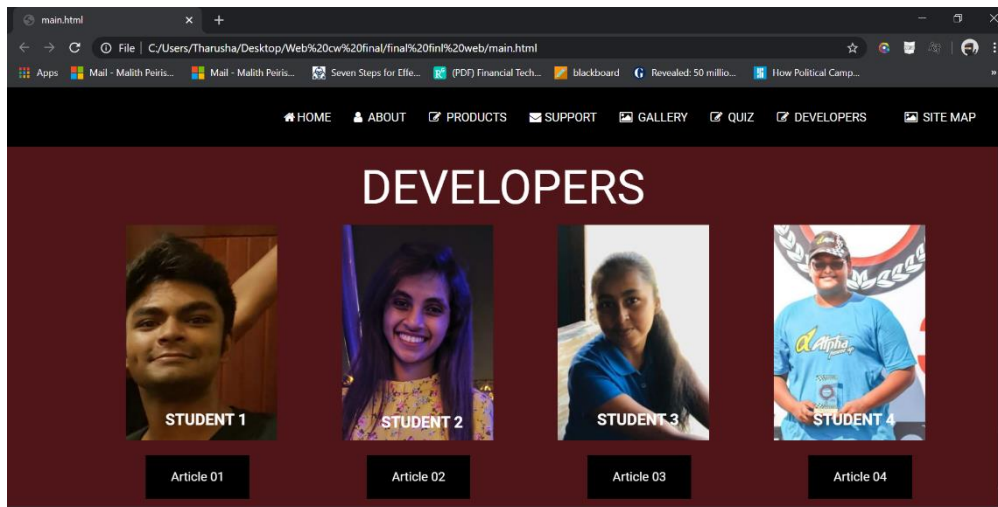 main.html
File | C:/Users/Tharusha/Desktop/Web%20cw%20final/final%20finl%20web/main.html
Apps Mail - Malith Peiris... Mail - Malith Peiris... Seven Steps for Effe... (PDF) Financial Tech... blackboard Revealed: 50 millio... How Political Camp...
HOME ABOUT PRODUCTS SUPPORT GALLERY QUIZ DEVELOPERS SITE MAP
DEVELOPERS
Alpha
STUDENT 1 STUDENT 2 STUDENT 3 STUDENT 4
Article 01 Article 02 Article 03 Article 04